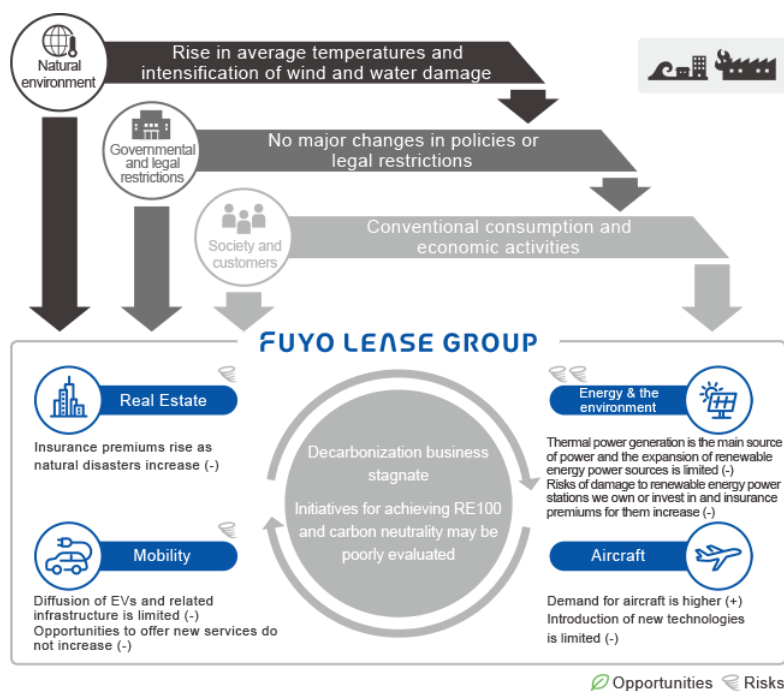 Natural
environment
Rise in average temperatures and
intensification of wind and water damage
Governmental
and legal
restrictions
No major changes in policies or
legal restrictions
Society and
customers
Conventional consumption and
economic activities
FUYO LEASE GROUP
Real Estate
Insurance premiums rise as
natural disasters increase (-)
Energy & the
environment
Thermal power generation is the main source
of power and the expansion of renewable
energy power sources is limited (-)
Risks of damage to renewable energy power
stations we own or invest in and insurance
premiums for them increase (-)
Decarbonization business
stagnate
Initiatives for achieving RE100
and carbon neutrality may be
poorly evaluated
Mobility
Diffusion of EVs and related
infrastructure is limited (-)
Opportunities to offer new services do
not increase (-)
Aircraft
Demand for aircraft is higher (+)
Introduction of new technologies
is limited (-)
Opportunities Risks